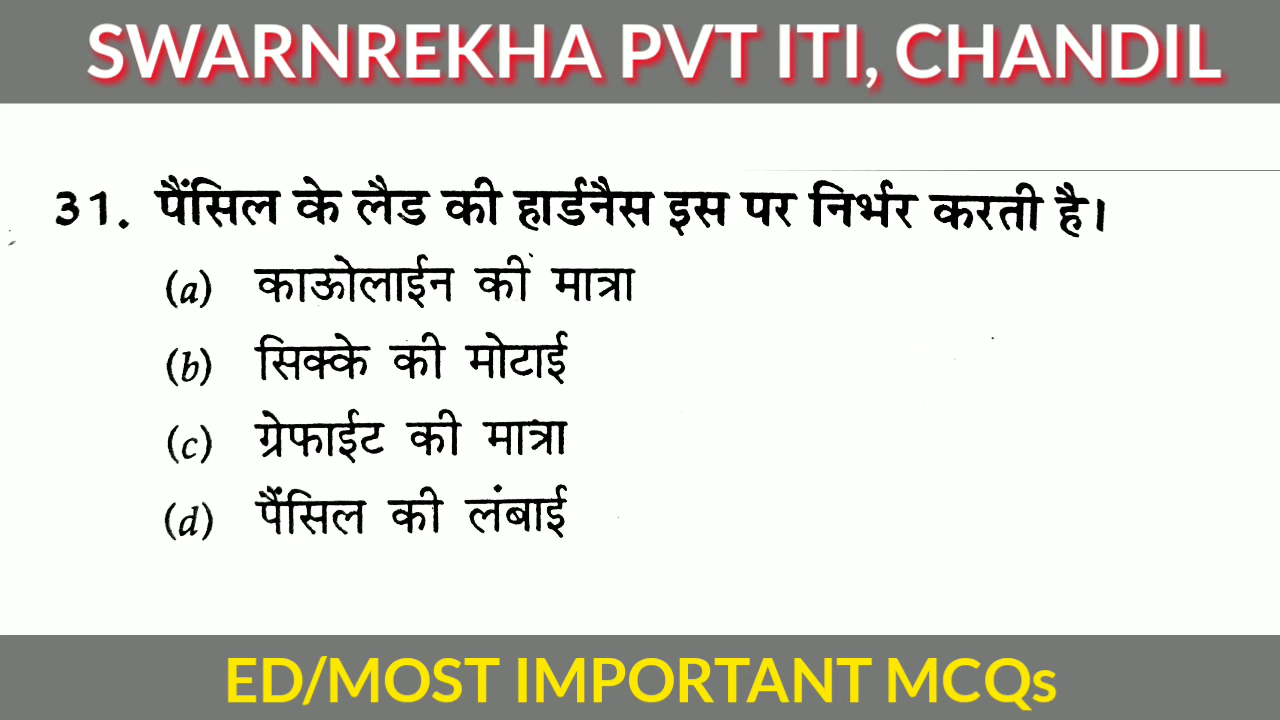 SWARNREKHA PVT ITI, CHANDIL
31. पैंसिल के लैड की हार्डनैस इस पर निर्भर करती है।
(a) काऊोलाईन की मात्रा
(b) सिक्के की मोटाई
(c) ग्रेफाईट की मात्रा
(d) पैंसिल की लंबाई
ED/MOST IMPORTANT MCQs